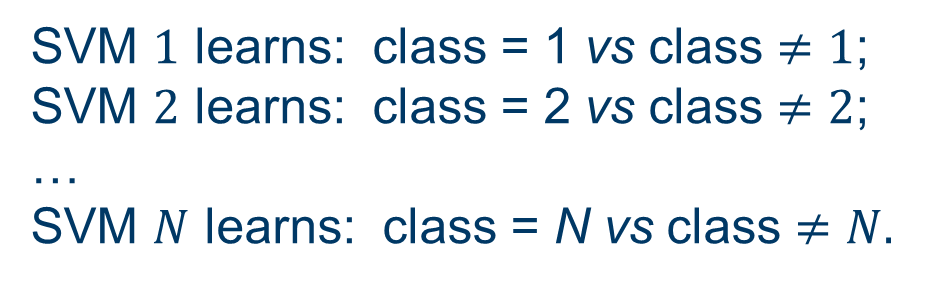 SVM 1 learns: class = 1 vs class ≠ 1;
SVM 2 learns: class = 2 vs class ≠ 2;
…
SVM N learns: class = N vs class ≠ N.